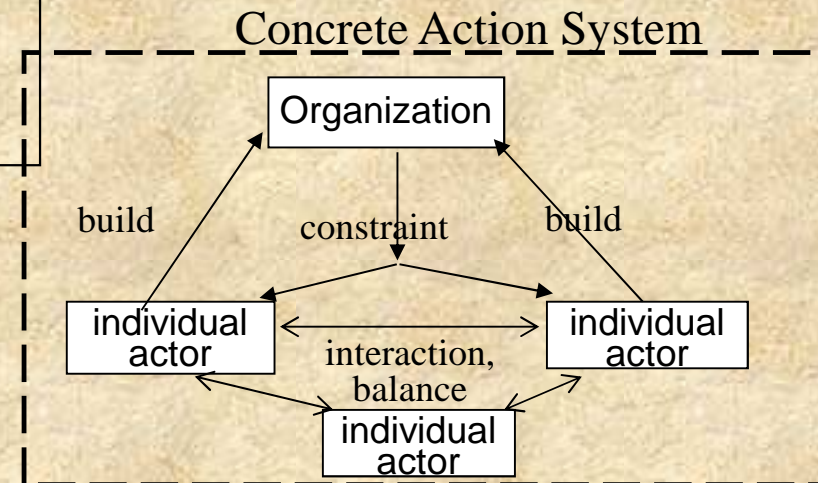 Concrete Action System
Organization
build
constraint
build
individual
actor
individual
actor
interaction,
balance
individual
actor